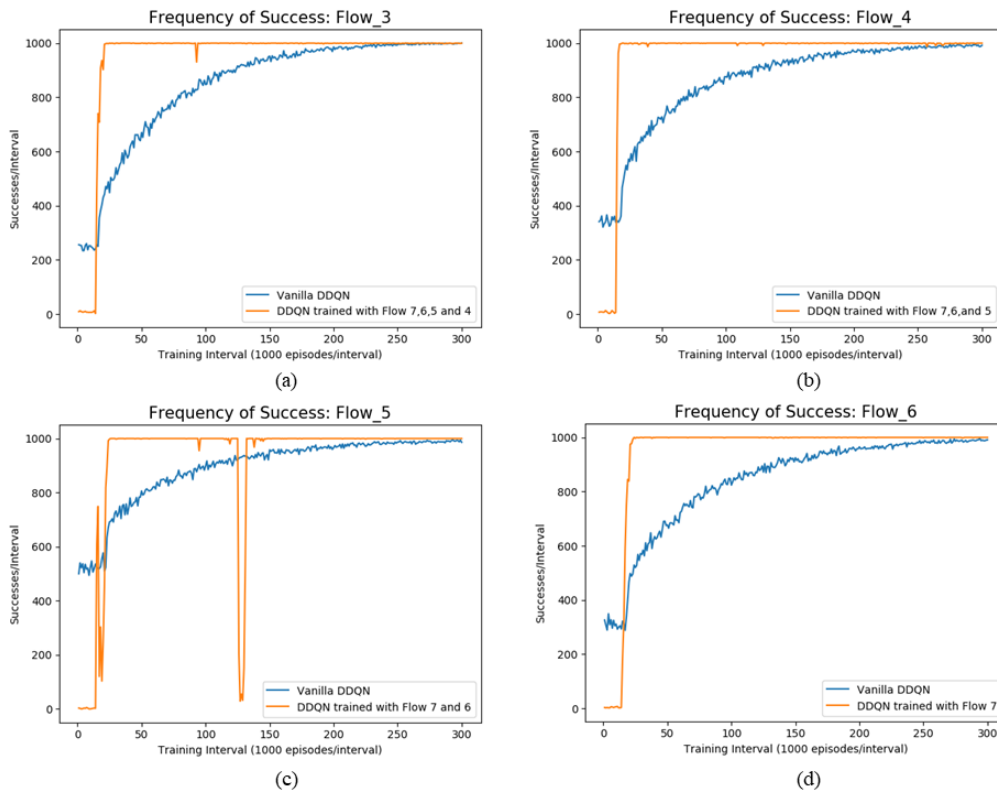 Frequency of Success: Flow_3
1000
800
600
400
200
0
Successes/Interval
Vanilla DDQN
DDQN trained with Flow 7,6,5 and 4
0 50 100 150 200 250 300
Training Interval (1000 episodes/interval)
(a)
Frequency of Success: Flow_4
1000
800
600
400
200
0
Successes/Interval
Vanilla DDQN
DDQN trained with Flow 7,6,and 5
0 50 100 150 200 250 300
Training Interval (1000 episodes/interval)
(b)
Frequency of Success: Flow_5
1000
800
600
400
200
0
Successes/Interval
Vanilla DDQN
DDQN trained with Flow 7 and 6
0 50 100 150 200 250 300
Training Interval (1000 episodes/interval)
(c)
Frequency of Success: Flow_6
1000
800
600
400
200
0
Successes/Interval
Vanilla DDQN
DDQN trained with Flow 7
0 50 100 150 200 250 300
Training Interval (1000 episodes/interval)
(d)